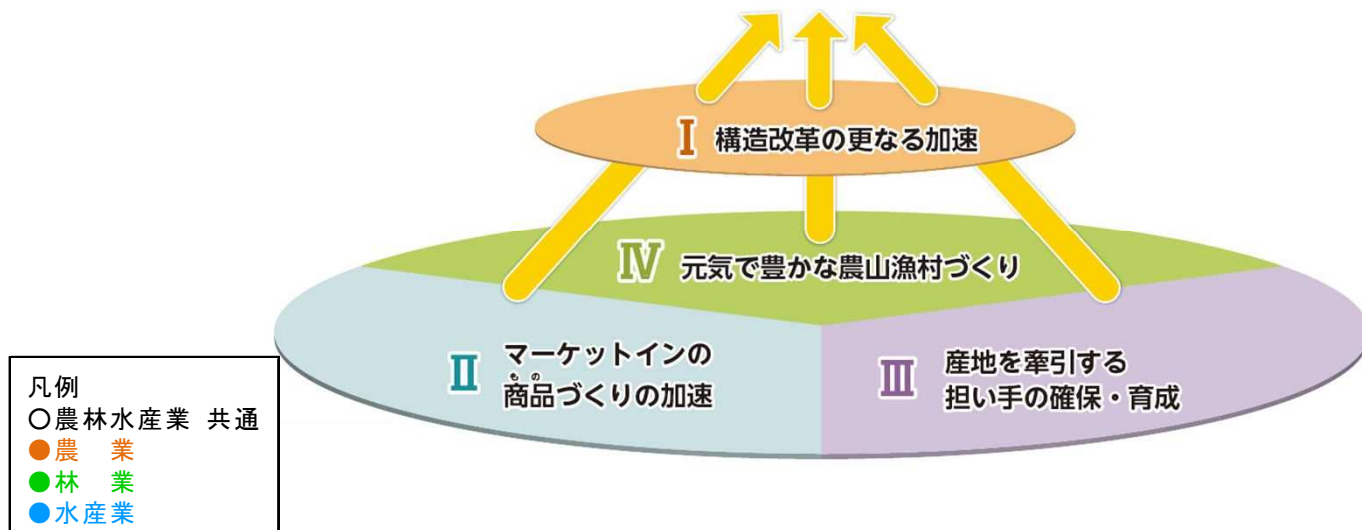 I 構造改革の更なる加速
IV 元気で豊かな農山漁村づくり
II マーケットインの
商品づくりの加速
もの
III 産地を牽引する
担い手の確保・育成
凡例
○農林水産業 共通
●農　業
●林　業
●水産業